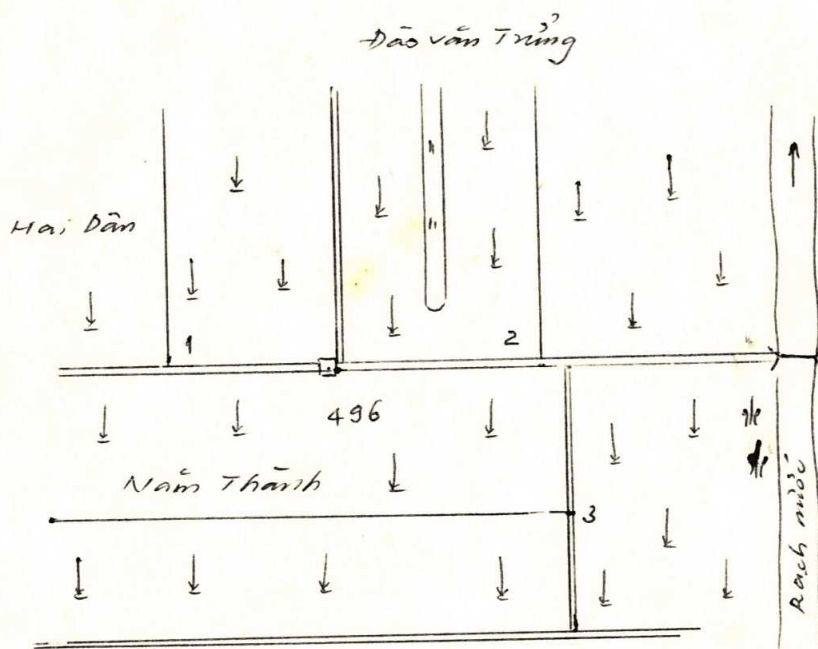 Đào Văn Trửng
Hai Dân
1
2
496
Năm Thành
3
Rạch nước